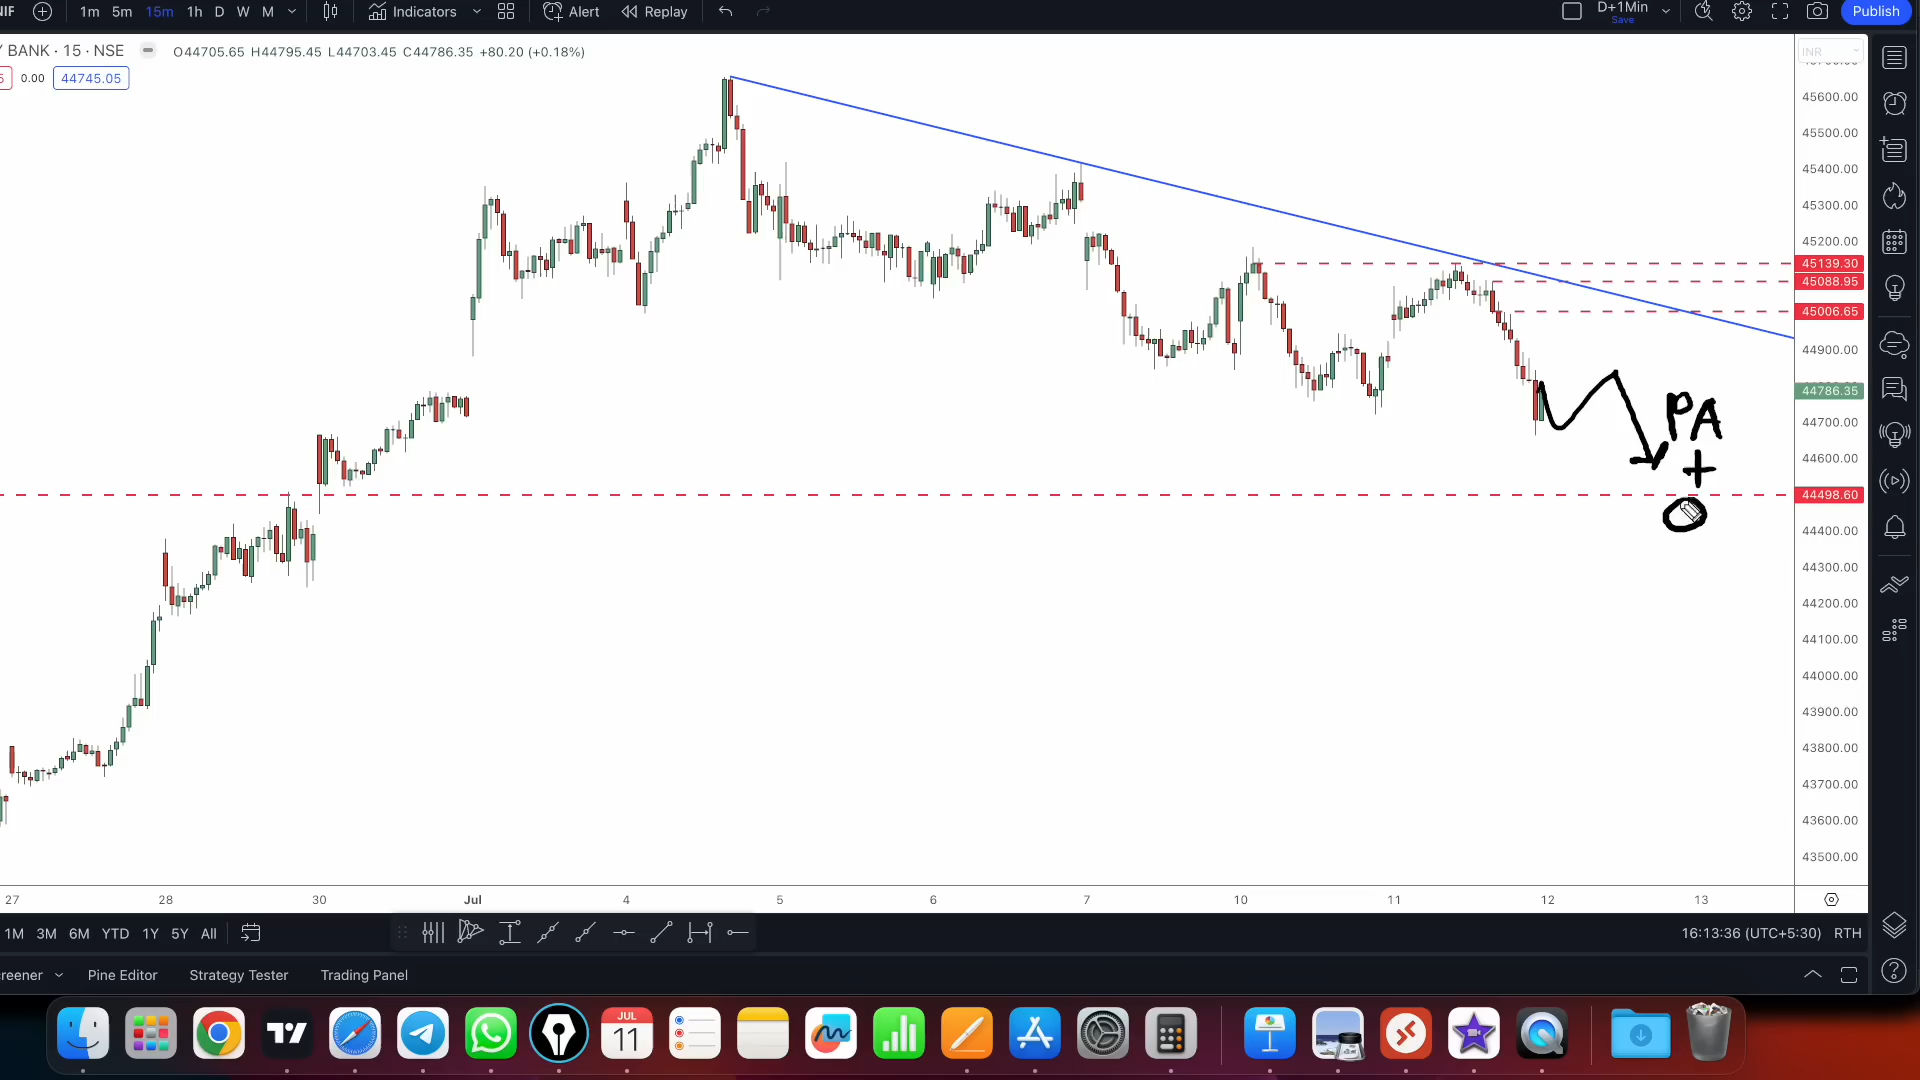 NIF
1m 5m 15m 1h D W M Indicators Alert Replay D+1Min Save Publish
BANK · 15 · NSE O44705.65 H44795.45 L44703.45 C44786.35 +80.20 (+0.18%)
INR
5 0.00 44745.05
45600.00
45500.00
45400.00
45300.00
45200.00
45139.30
45088.95
45006.65
44900.00
44786.35
44700.00
44600.00
44498.60
44400.00
44300.00
44200.00
44100.00
44000.00
43900.00
43800.00
43700.00
43600.00
43500.00
PA
+
O
27 28 30 Jul 4 5 6 7 10 11 12 13
1M 3M 6M YTD 1Y 5Y All 16:13:36 (UTC+5:30) RTH
reener Pine Editor Strategy Tester Trading Panel
JUL
11